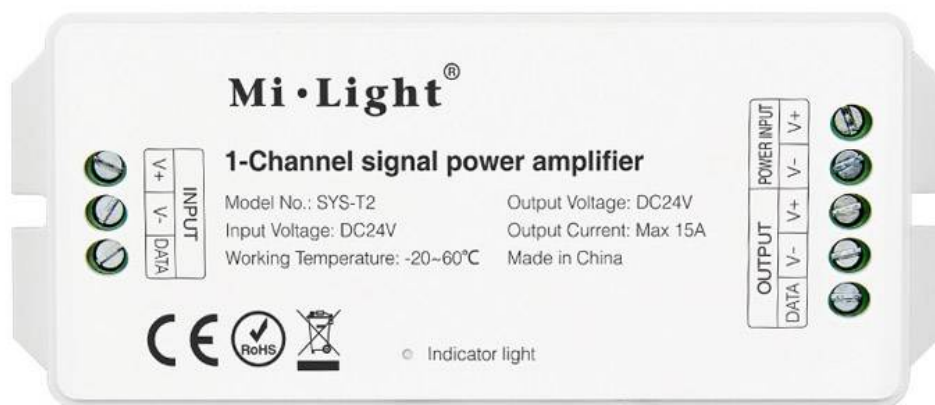 Mi·Light®
1-Channel signal power amplifier
Model No.: SYS-T2
Input Voltage: DC24V
Working Temperature: -20~60℃
Output Voltage: DC24V
Output Current: Max 15A
Made in China
INPUT
V+
V-
DATA
POWER INPUT
V+
V-
OUTPUT
V+
V-
DATA
CE
RoHS
Indicator light